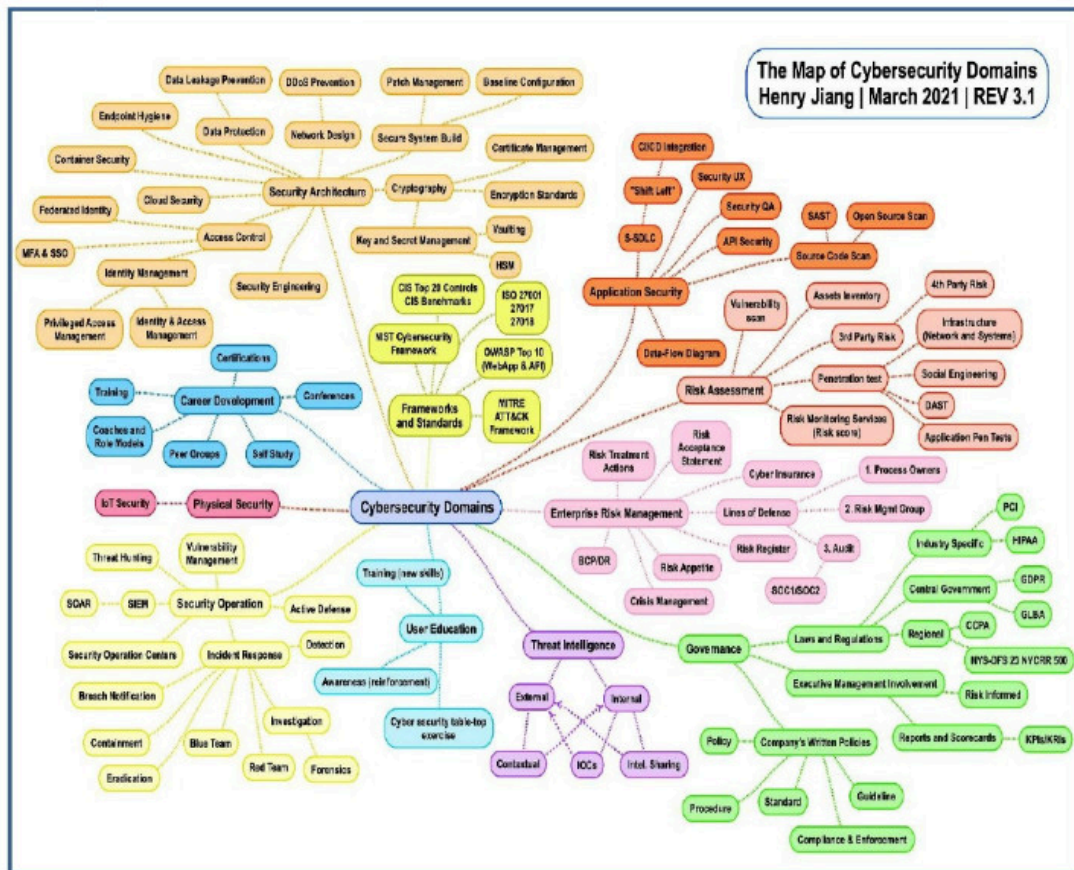 The Map of Cybersecurity Domains
Henry Jiang | March 2021 | REV 3.1
Data Leakage Prevention
DDoS Prevention
Patch Management
Baseline Configuration
Endpoint Hygiene
Data Protection
Network Design
Secure System Build
Certificate Management
Container Security
Security Architecture
Cryptography
Encryption Standards
Cloud Security
Federated Identity
Access Control
Key and Secret Management
Vaulting
HSM
MFA & SSO
Identity Management
Security Engineering
Privileged Access
Management
Identity & Access
Management
CI/CD Integration
"Shift Left"
Security UX
Security QA
S-SDLC
API Security
SAST
Open Source Scan
Source Code Scan
Application Security
Data-Flow Diagram
CIS Top 20 Controls
CIS Benchmarks
ISO 27001
27017
27018
NIST Cybersecurity
Framework
OWASP Top 10
(WebApp & API)
Frameworks
and Standards
MITRE
ATT&CK
Framework
Vulnerability
scan
Assets Inventory
4th Party Risk
3rd Party Risk
Infrastructure
(Network and Systems)
Penetration test
Social Engineering
Risk Assessment
DAST
Risk Monitoring Services
(Risk score)
Application Pen Tests
Certifications
Training
Career Development
Conferences
Coaches and
Role Models
Peer Groups
Self Study
IoT Security
Physical Security
Cybersecurity Domains
Risk Treatment
Actions
Risk
Acceptance
Statement
Cyber Insurance
1. Process Owners
Enterprise Risk Management
Lines of Defense
2. Risk Mgmt Group
Risk Register
3. Audit
BCP/DR
Risk Appetite
SOC1/SOC2
Crisis Management
Threat Hunting
Vulnerability
Management
SOAR
SIEM
Security Operation
Active Defense
Security Operation Centers
Incident Response
Detection
Breach Notification
Investigation
Containment
Blue Team
Eradication
Red Team
Forensics
Training (new skills)
User Education
Awareness (reinforcement)
Cyber security table-top
exercise
Threat Intelligence
External
Internal
Contextual
IOCs
Intel. Sharing
PCI
Industry Specific
HIPAA
GDPR
Central Government
GLBA
Governance
Laws and Regulations
Regional
CCPA
NYS-DFS 23 NYCRR 500
Executive Management Involvement
Risk Informed
Reports and Scorecards
KPIs/KRIs
Policy
Company's Written Policies
Procedure
Standard
Guideline
Compliance & Enforcement